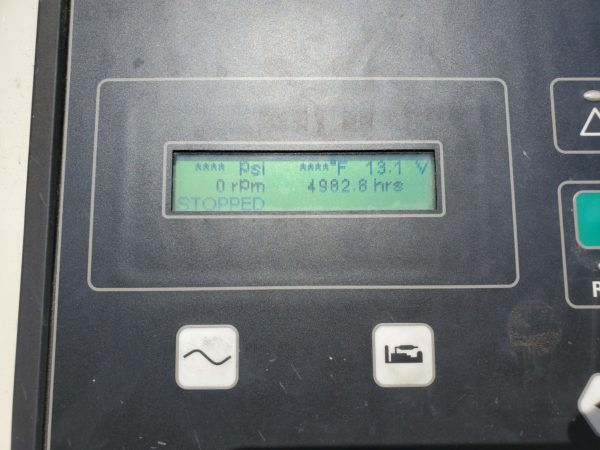 **** psi ****°F 13.1 V
0 rpm 4982.8 hrs
STOPPED